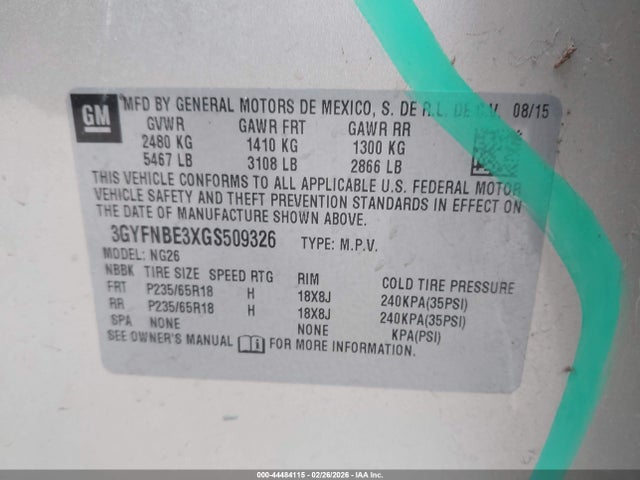 GM
MFD BY GENERAL MOTORS DE MEXICO, S. DE R.L. DE C.V. 08/15
GVWR GAWR FRT GAWR RR
2480 KG 1410 KG 1300 KG
5467 LB 3108 LB 2866 LB
THIS VEHICLE CONFORMS TO ALL APPLICABLE U.S. FEDERAL MOTOR
VEHICLE SAFETY AND THEFT PREVENTION STANDARDS IN EFFECT ON
THE DATE OF MANUFACTURE SHOWN ABOVE.
3GYFNBE3XGS509326 TYPE: M.P.V.
MODEL: NG26
NBBK TIRE SIZE SPEED RTG RIM COLD TIRE PRESSURE
FRT P235/65R18 H 18X8J 240KPA(35PSI)
RR P235/65R18 H 18X8J 240KPA(35PSI)
SPA NONE NONE KPA(PSI)
SEE OWNER'S MANUAL FOR MORE INFORMATION.
000-44484115 - 02/26/2026 - IAA Holdings, LLC.